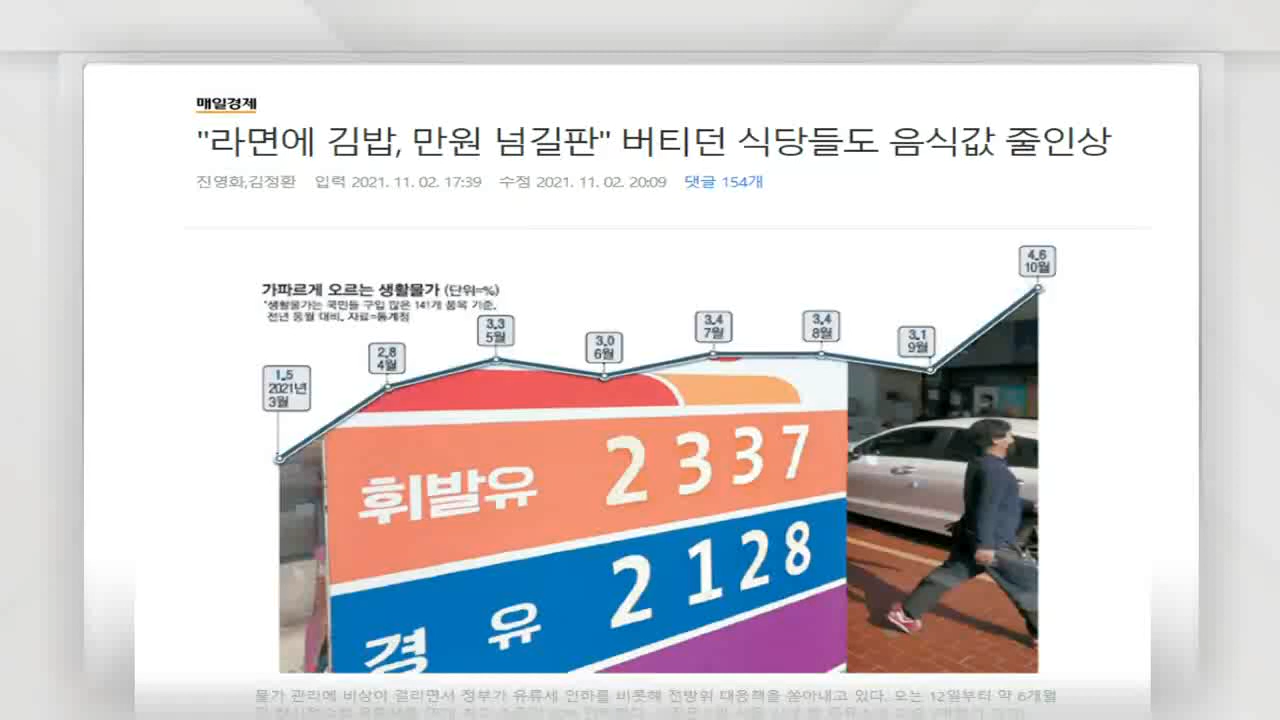 매일경제
"라면에 김밥, 만원 넘길판" 버티던 식당들도 음식값 줄인상
진영화,김정환 입력 2021. 11. 02. 17:39 수정 2021. 11. 02. 20:09 댓글 154개
가파르게 오르는 생활물가 (단위=%)
*생활물가는 국민들 구입 많은 141개 품목 기준.
전년 동월 대비. 자료=통계청
1.5
2021년
3월
2.8
4월
3.3
5월
3.0
6월
3.4
7월
3.4
8월
3.1
9월
4.6
10월
휘발유 2337
경 유 2128
물가 관리에 비상이 걸리면서 정부가 유류세 인하를 비롯해 전방위 대응책을 쏟아내고 있다. 오는 12일부터 약 6개월